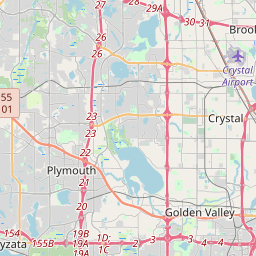 27
28
29A
30-31
Brook
26
26
Crystal
Airport
55
01
23
23
Crystal
22
Plymouth
21
20
Golden Valley
yzata
155B
19B
19A
1D:
1C
2
3
3
4